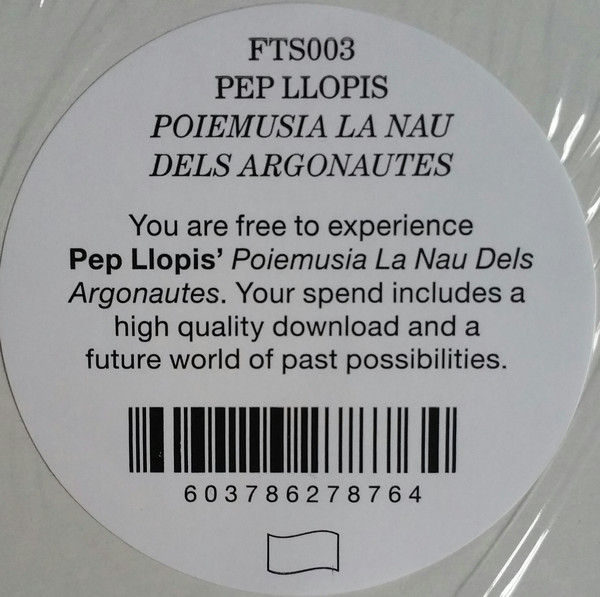 FTS003
PEP LLOPIS
POIEMUSIA LA NAU
DELS ARGONAUTES
You are free to experience
Pep Llopis’ Poiemusia La Nau Dels
Argonautes. Your spend includes a
high quality download and a
future world of past possibilities.
603786278764